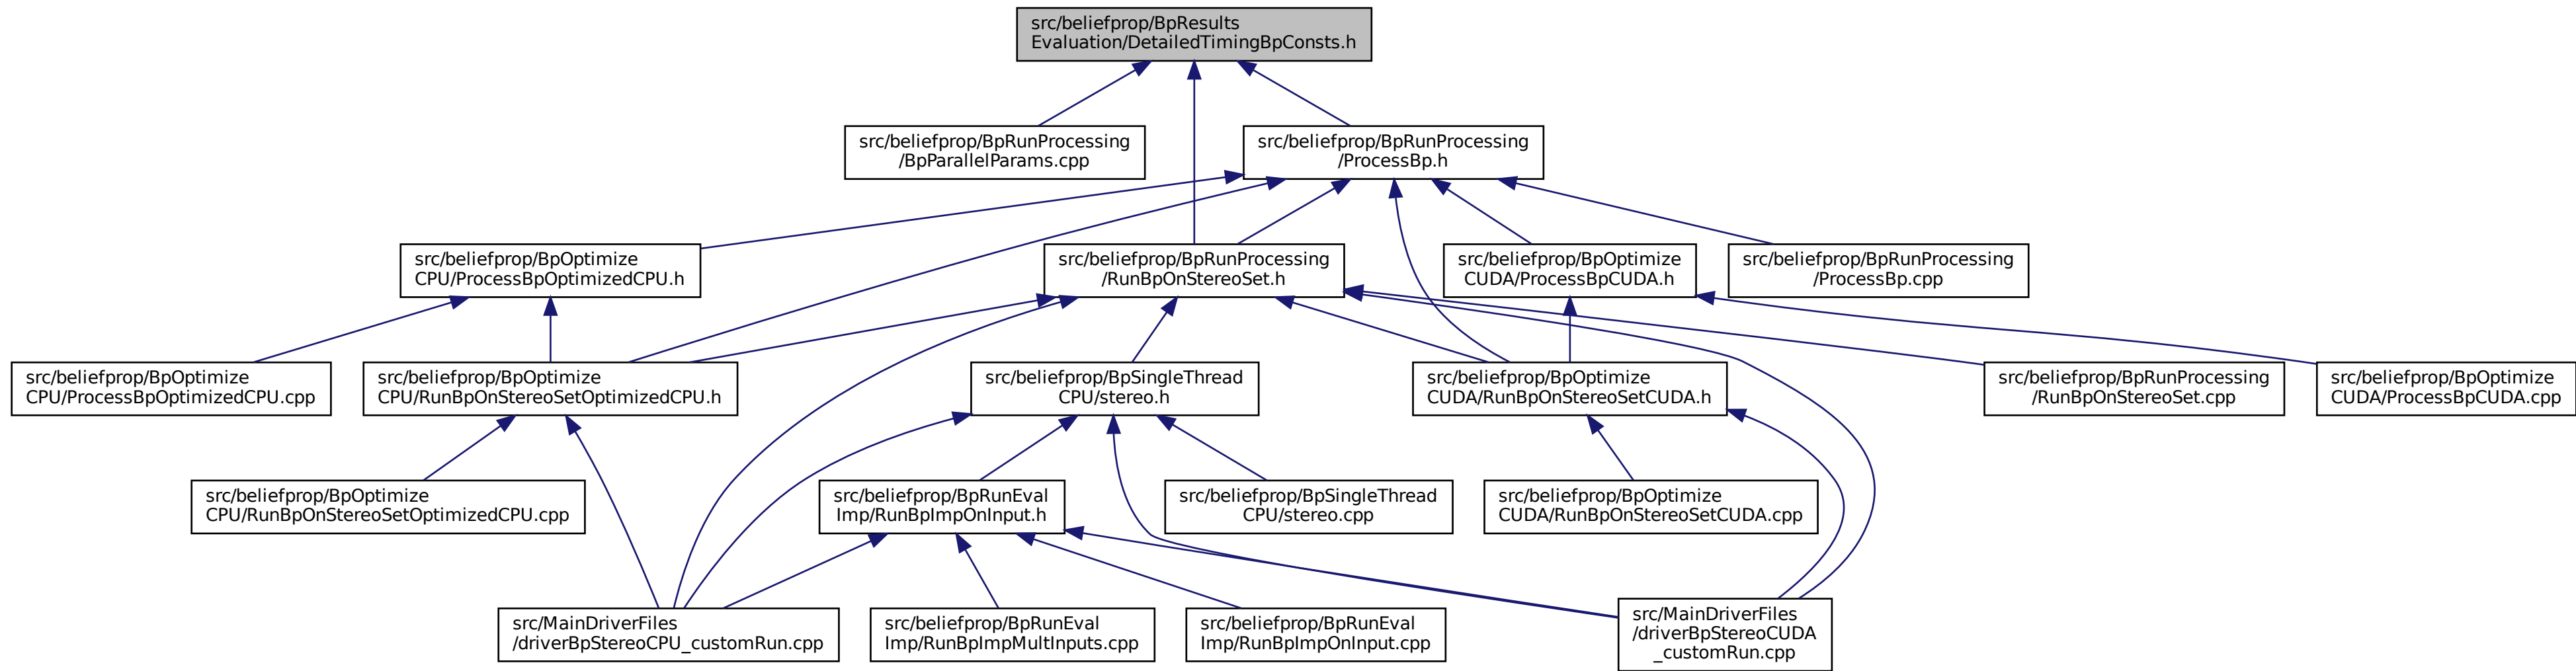 src/beliefprop/BpResults
Evaluation/DetailedTimingBpConsts.h
src/beliefprop/BpRunProcessing
/BpParallelParams.cpp
src/beliefprop/BpRunProcessing
/ProcessBp.h
src/beliefprop/BpOptimize
CPU/ProcessBpOptimizedCPU.h
src/beliefprop/BpRunProcessing
/RunBpOnStereoSet.h
src/beliefprop/BpOptimize
CUDA/ProcessBpCUDA.h
src/beliefprop/BpRunProcessing
/ProcessBp.cpp
src/beliefprop/BpOptimize
CPU/ProcessBpOptimizedCPU.cpp
src/beliefprop/BpOptimize
CPU/RunBpOnStereoSetOptimizedCPU.h
src/beliefprop/BpSingleThread
CPU/stereo.h
src/beliefprop/BpOptimize
CUDA/RunBpOnStereoSetCUDA.h
src/beliefprop/BpRunProcessing
/RunBpOnStereoSet.cpp
src/beliefprop/BpOptimize
CUDA/ProcessBpCUDA.cpp
src/beliefprop/BpOptimize
CPU/RunBpOnStereoSetOptimizedCPU.cpp
src/beliefprop/BpRunEval
Imp/RunBpImpOnInput.h
src/beliefprop/BpSingleThread
CPU/stereo.cpp
src/beliefprop/BpOptimize
CUDA/RunBpOnStereoSetCUDA.cpp
src/MainDriverFiles
/driverBpStereoCPU_customRun.cpp
src/beliefprop/BpRunEval
Imp/RunBpImpMultInputs.cpp
src/beliefprop/BpRunEval
Imp/RunBpImpOnInput.cpp
src/MainDriverFiles
/driverBpStereoCUDA
_customRun.cpp